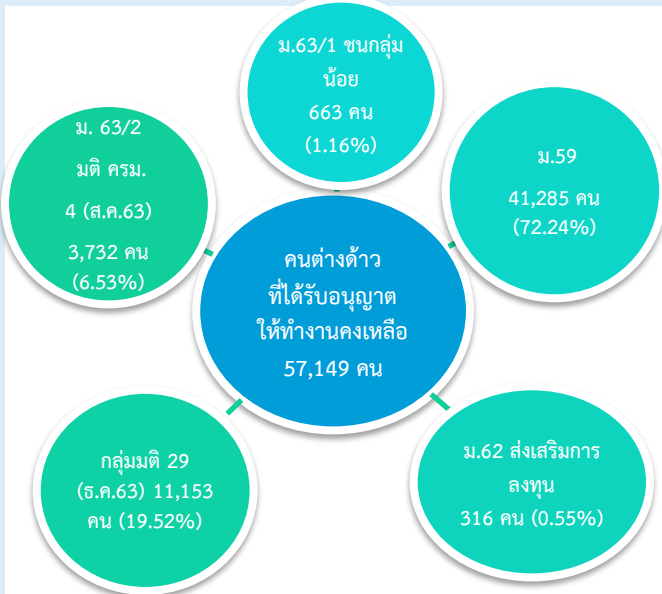 ม.63/1 ชนกลุ่ม
น้อย
663 คน
(1.16%)
ม. 63/2
มติ ครม.
4 (ส.ค.63)
3,732 คน
(6.53%)
ม.59
41,285 คน
(72.24%)
คนต่างด้าว
ที่ได้รับอนุญาต
ให้ทำงานคงเหลือ
57,149 คน
กลุ่มมติ 29
(ธ.ค.63) 11,153
คน (19.52%)
ม.62 ส่งเสริมการ
ลงทุน
316 คน (0.55%)